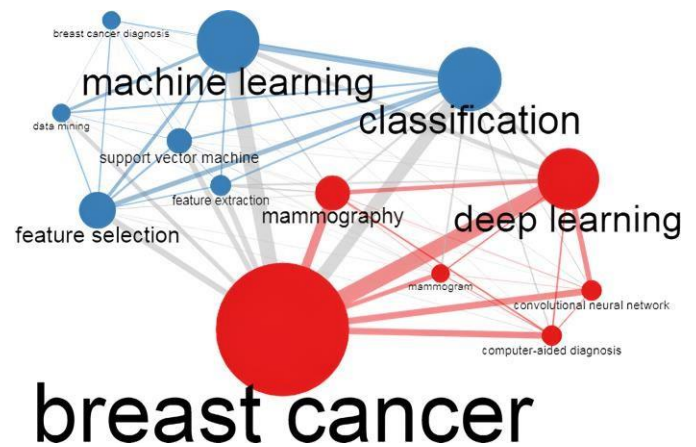 breast cancer diagnosis
machine learning
classification
data mining
support vector machine
feature extraction
mammography
deep learning
feature selection
mammogram
convolutional neural network
computer-aided diagnosis
breast cancer